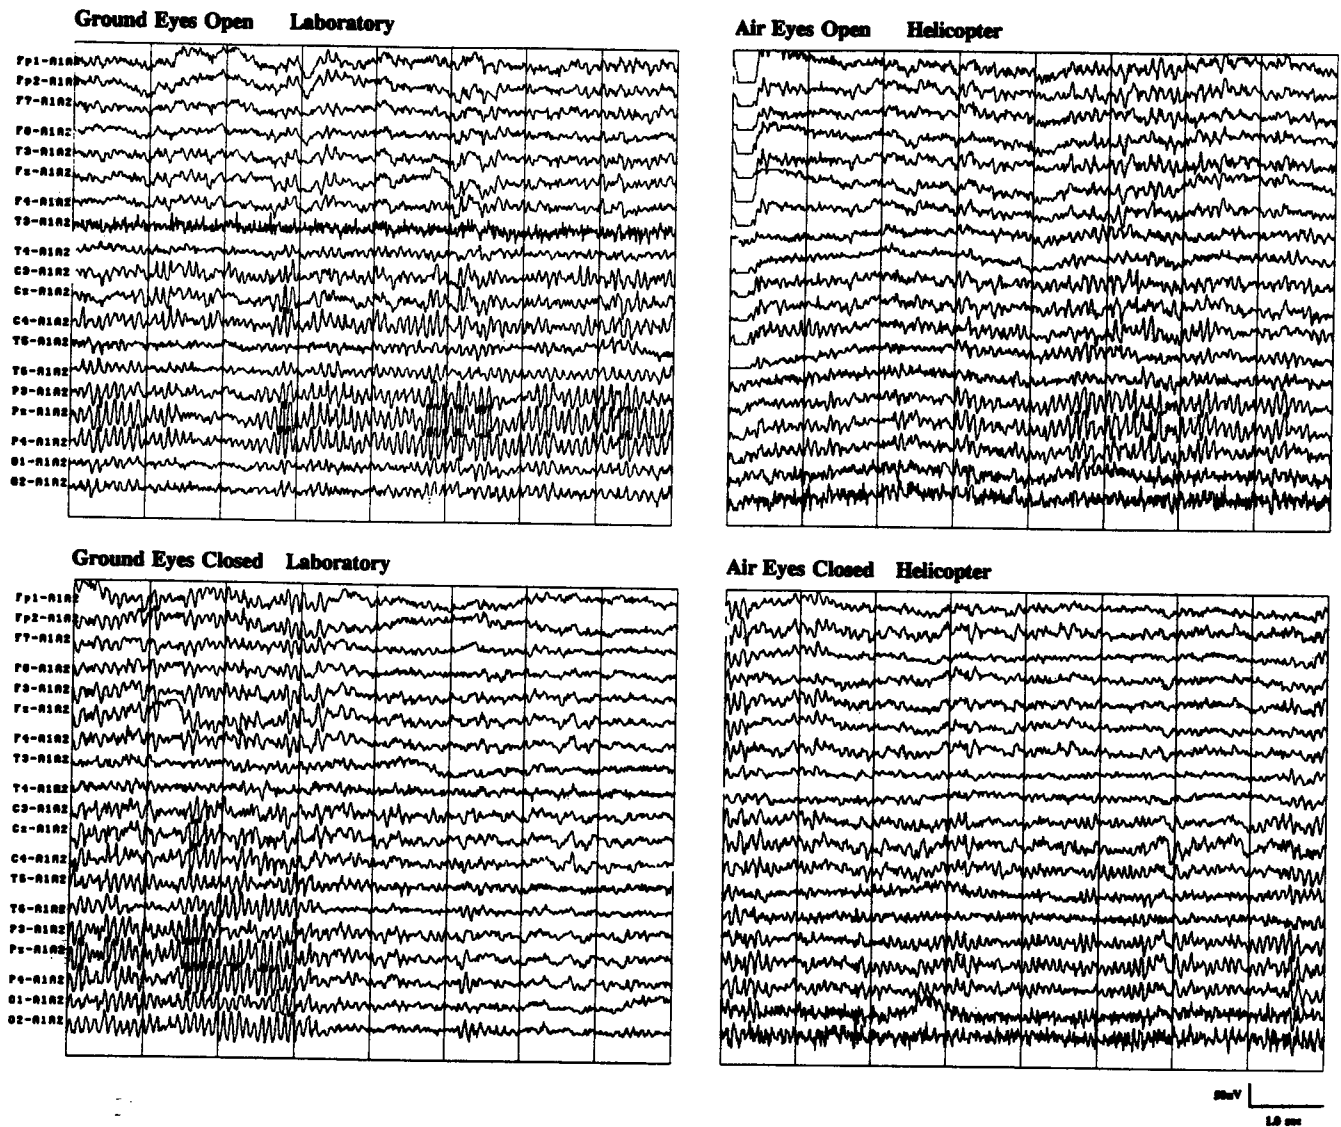 Ground Eyes Open Laboratory
Air Eyes Open Helicopter
Fp1-A1A2
Fp2-A1A2
F7-A1A2
F8-A1A2
F3-A1A2
Fz-A1A2
F4-A1A2
T3-A1A2
T4-A1A2
C3-A1A2
Cz-A1A2
C4-A1A2
T5-A1A2
T6-A1A2
P3-A1A2
Pz-A1A2
P4-A1A2
O1-A1A2
O2-A1A2
Ground Eyes Closed Laboratory
Air Eyes Closed Helicopter
Fp1-A1A2
Fp2-A1A2
F7-A1A2
F8-A1A2
F3-A1A2
Fz-A1A2
F4-A1A2
T3-A1A2
T4-A1A2
C3-A1A2
Cz-A1A2
C4-A1A2
T5-A1A2
T6-A1A2
P3-A1A2
Pz-A1A2
P4-A1A2
O1-A1A2
O2-A1A2
50uV
1.0 sec